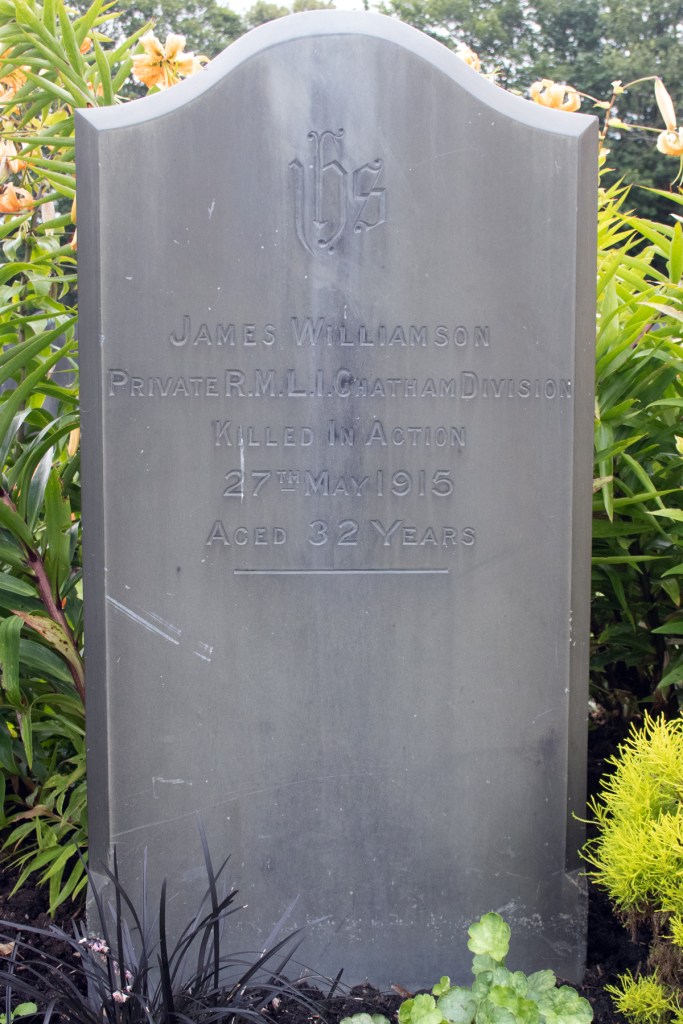 IHS
JAMES WILLIAMSON
PRIVATE R.M.L.I. CHATHAM DIVISION
KILLED IN ACTION
27TH MAY 1915
AGED 32 YEARS